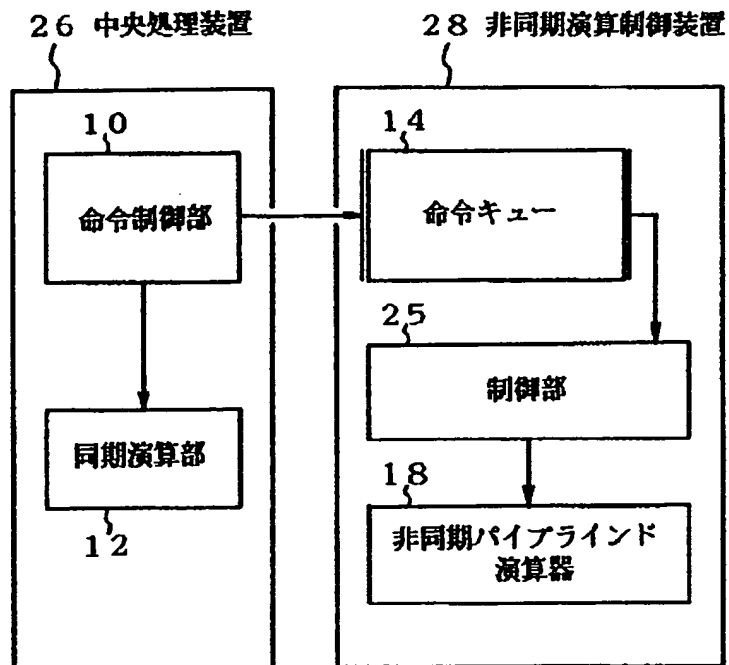 26 中央処理装置
28 非同期演算制御装置
10
命令制御部
14
命令キュー
25
制御部
同期演算部
12
18
非同期パイプラインド
演算器